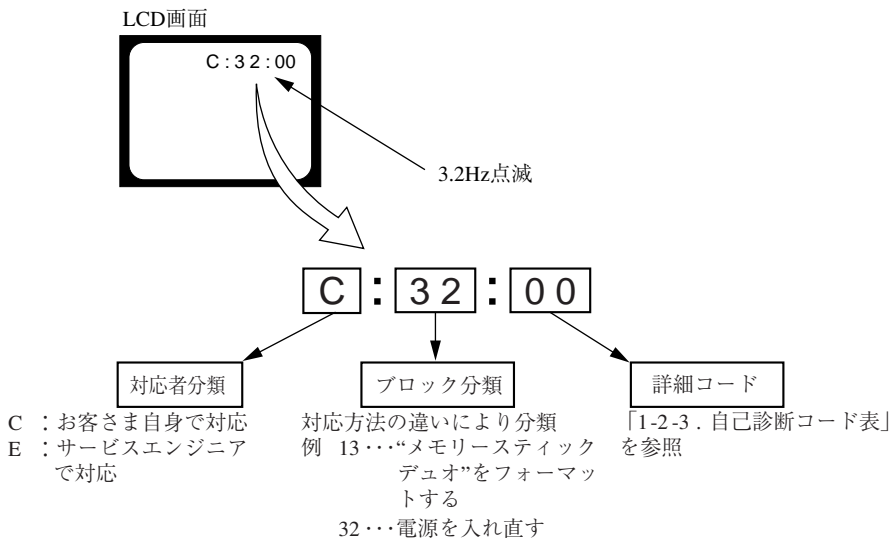 LCD画面
C:32:00
3.2Hz点滅
C:32:00
対応者分類
ブロック分類
詳細コード
C ：お客さま自身で対応
E ：サービスエンジニア
で対応
対応方法の違いにより分類
例 13･･･“メモリースティック
デュオ”をフォーマッ
トする
32･･･電源を入れ直す
「1-2-3．自己診断コード表」
を参照